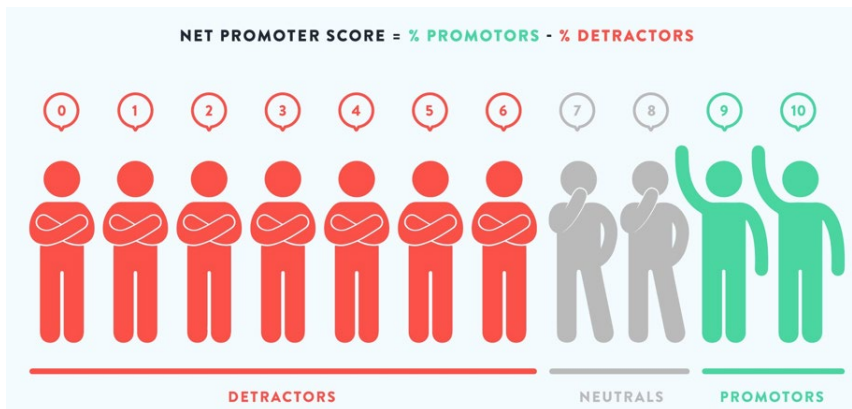 NET PROMOTER SCORE = % PROMOTORS - % DETRACTORS
0 1 2 3 4 5 6 7 8 9 10
DETRACTORS NEUTRALS PROMOTORS